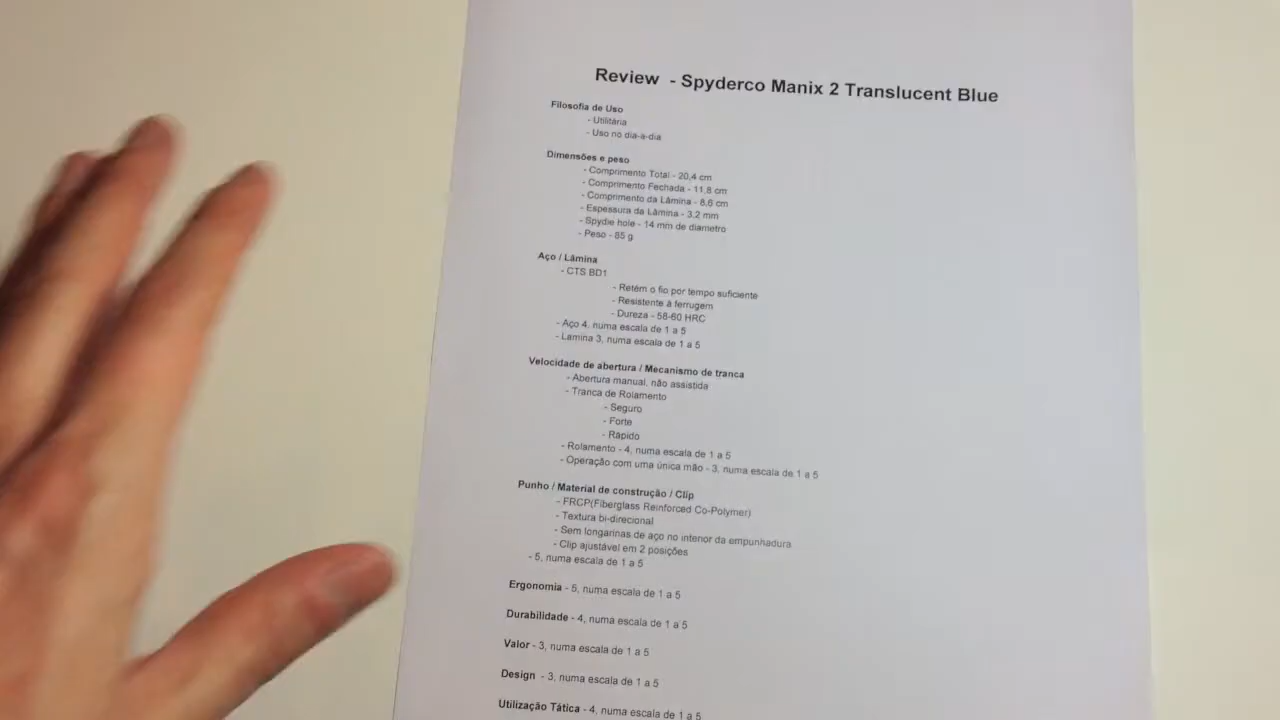 Review - Spyderco Manix 2 Translucent Blue
Filosofia de Uso
- Utilitária
- Uso no dia-a-dia
Dimensões e peso
- Comprimento Total - 20,4 cm
- Comprimento Fechada - 11,8 cm
- Comprimento da Lâmina - 8,6 cm
- Espessura da Lâmina - 3,2 mm
- Spydie hole - 14 mm de diametro
- Peso - 85 g
Aço / Lâmina
- CTS BD1
- Retém o fio por tempo suficiente
- Resistente à ferrugem
- Dureza - 58-60 HRC
- Aço 4, numa escala de 1 a 5
- Lamina 3, numa escala de 1 a 5
Velocidade de abertura / Mecanismo de tranca
- Abertura manual, não assistida
- Tranca de Rolamento
- Seguro
- Forte
- Rápido
- Rolamento - 4, numa escala de 1 a 5
- Operação com uma única mão - 3, numa escala de 1 a 5
Punho / Material de construção / Clip
- FRCP(Fiberglass Reinforced Co-Polymer)
- Textura bi-direcional
- Sem longarinas de aço no interior da empunhadura
- Clip ajustável em 2 posições
- 5, numa escala de 1 a 5
Ergonomia - 5, numa escala de 1 a 5
Durabilidade - 4, numa escala de 1 a 5
Valor - 3, numa escala de 1 a 5
Design - 3, numa escala de 1 a 5
Utilização Tática - 4, numa escala de 1 a 5